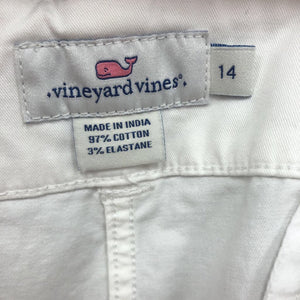 vineyard vines®
14
MADE IN INDIA
97% COTTON
3% ELASTANE